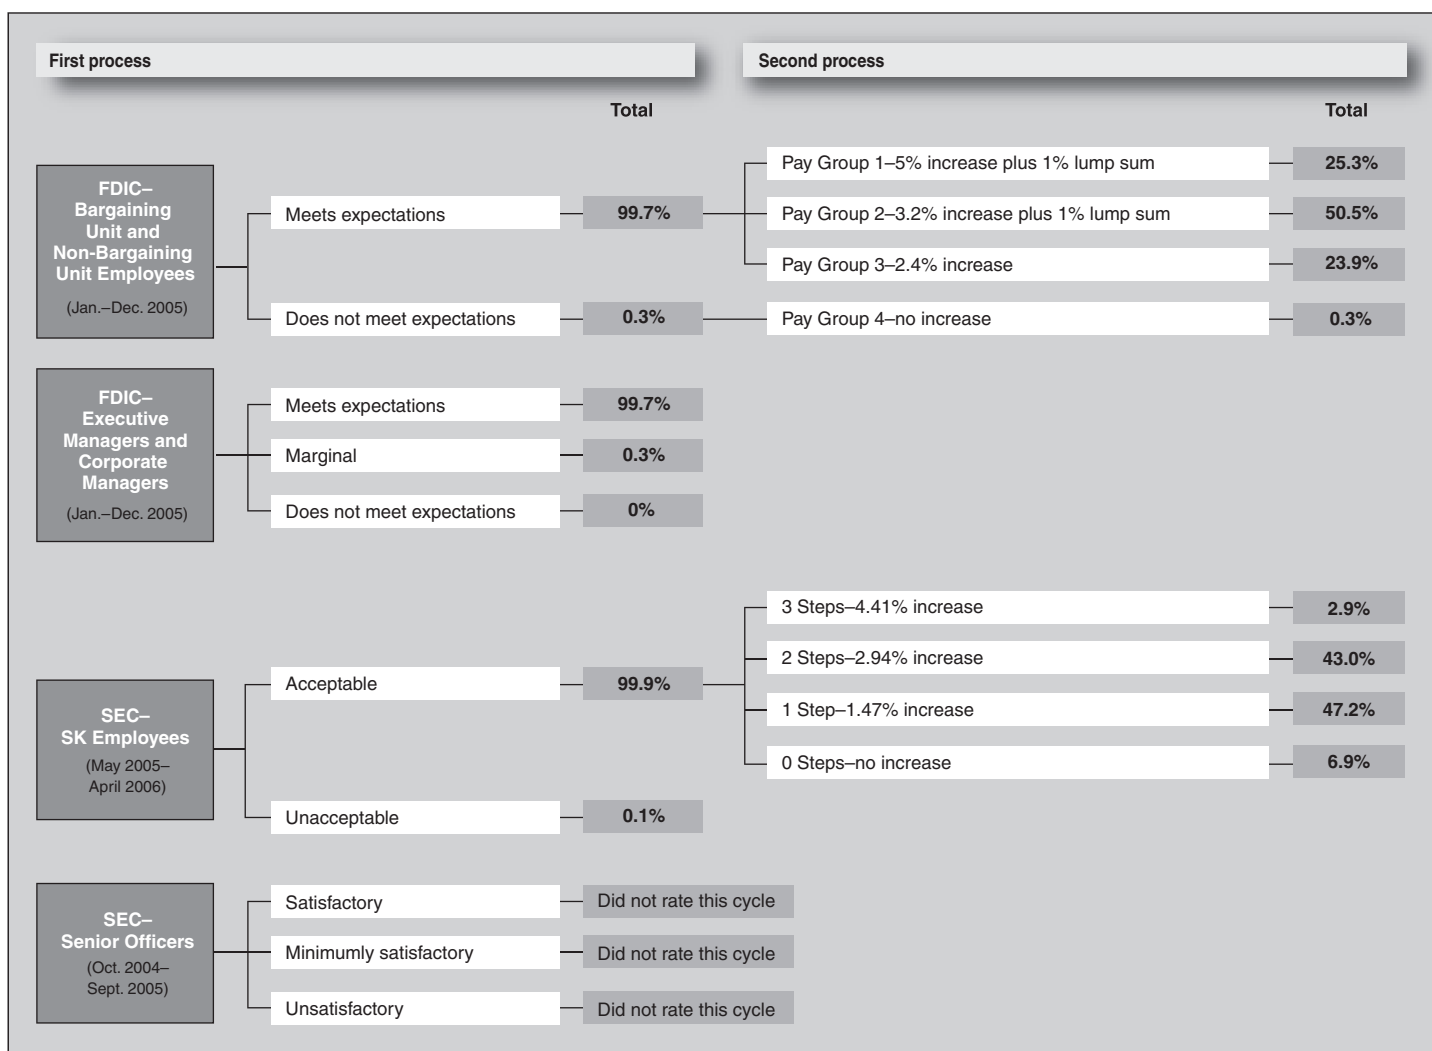 First process
Second process
Total
Total
FDIC–
Bargaining
Unit and
Non-Bargaining
Unit Employees
(Jan.–Dec. 2005)
Meets expectations
99.7%
Pay Group 1–5% increase plus 1% lump sum
25.3%
Pay Group 2–3.2% increase plus 1% lump sum
50.5%
Pay Group 3–2.4% increase
23.9%
Does not meet expectations
0.3%
Pay Group 4–no increase
0.3%
FDIC–
Executive
Managers and
Corporate
Managers
(Jan.–Dec. 2005)
Meets expectations
99.7%
Marginal
0.3%
Does not meet expectations
0%
SEC–
SK Employees
(May 2005–
April 2006)
Acceptable
99.9%
3 Steps–4.41% increase
2.9%
2 Steps–2.94% increase
43.0%
1 Step–1.47% increase
47.2%
0 Steps–no increase
6.9%
Unacceptable
0.1%
SEC–
Senior Officers
(Oct. 2004–
Sept. 2005)
Satisfactory
Did not rate this cycle
Minimumly satisfactory
Did not rate this cycle
Unsatisfactory
Did not rate this cycle